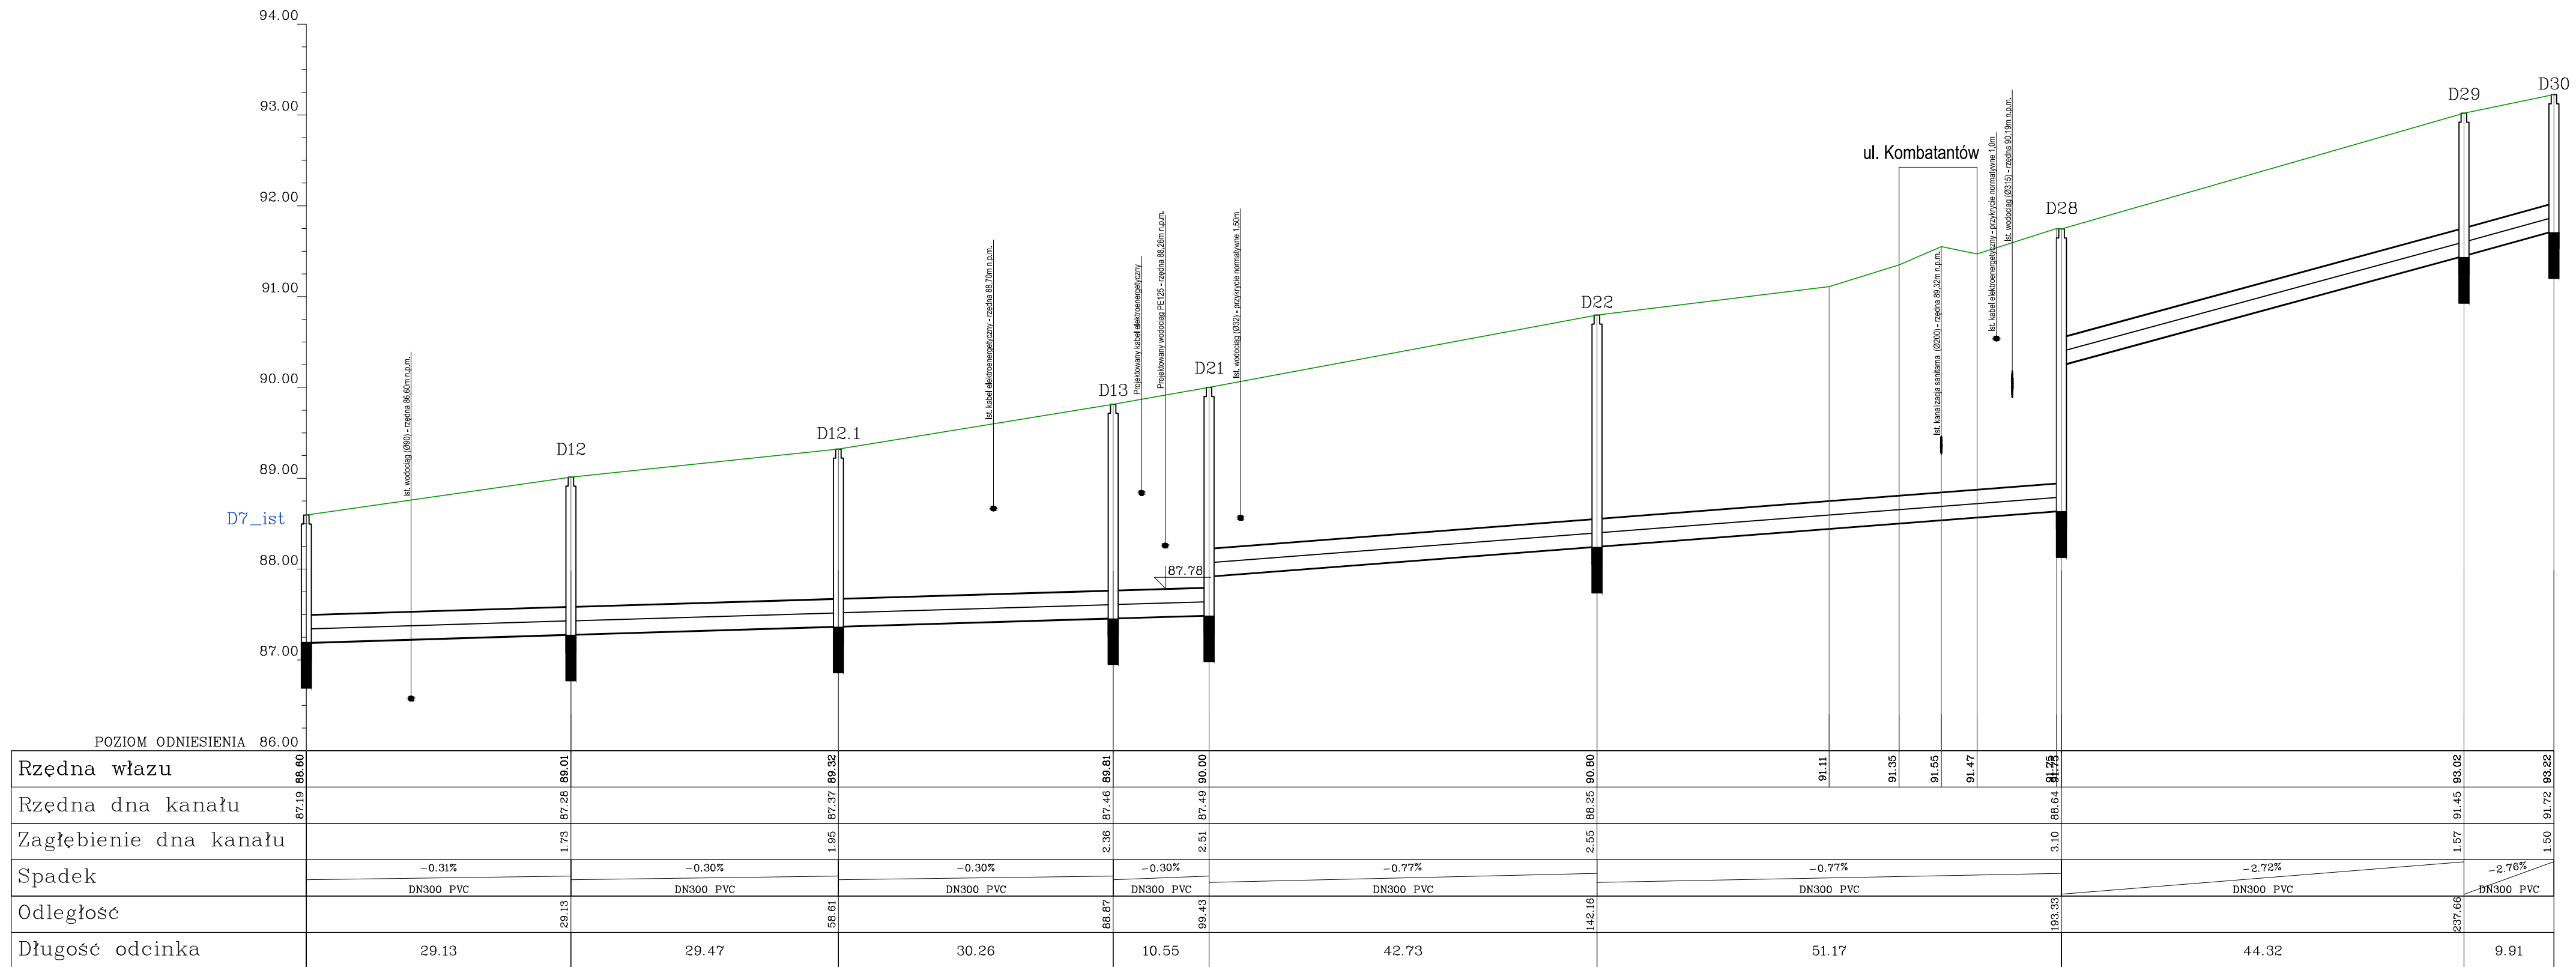 94.00
93.00
92.00
91.00
90.00
89.00
88.00
87.00
POZIOM ODNIESIENIA 86.00
D7_ist
D12
D12.1
D13
D21
D22
D28
D29
D30
ul. Kombatantów
Ist. wodociąg (Ø90) - rzędna 86,60m n.p.m.
Ist. kabel elektroenergetyczny - rzędna 88,70m n.p.m.
Projektowany kabel elektroenergetyczny
Projektowany wodociąg PE125 - rzędna 88,26m n.p.m.
Ist. wodociąg (Ø32) - przykrycie normatywne 1,50m
Ist. kanalizacja sanitarna (Ø200) - rzędna 89,32m n.p.m.
Ist. kabel elektroenergetyczny - przykrycie normatywne 1,0m
Ist. wodociąg (Ø315) - rzędna 90,19m n.p.m.
87.78
Rzędna włazu 88.60 89.01 89.32 89.81 90.00 90.80 91.11 91.35 91.55 91.47 91.75 93.02 93.22
Rzędna dna kanału 87.19 87.28 87.37 87.46 87.49 88.25 88.64 91.45 91.72
Zagłębienie dna kanału 1.73 1.95 2.36 2.51 2.55 3.10 1.57 1.50
Spadek -0.31% -0.30% -0.30% -0.30% -0.77% -0.77% -2.72% -2.76%
DN300 PVC DN300 PVC DN300 PVC DN300 PVC DN300 PVC DN300 PVC DN300 PVC DN300 PVC
Odległość 29.13 58.61 88.87 99.43 142.16 193.33 237.66
Długość odcinka 29.13 29.47 30.26 10.55 42.73 51.17 44.32 9.91